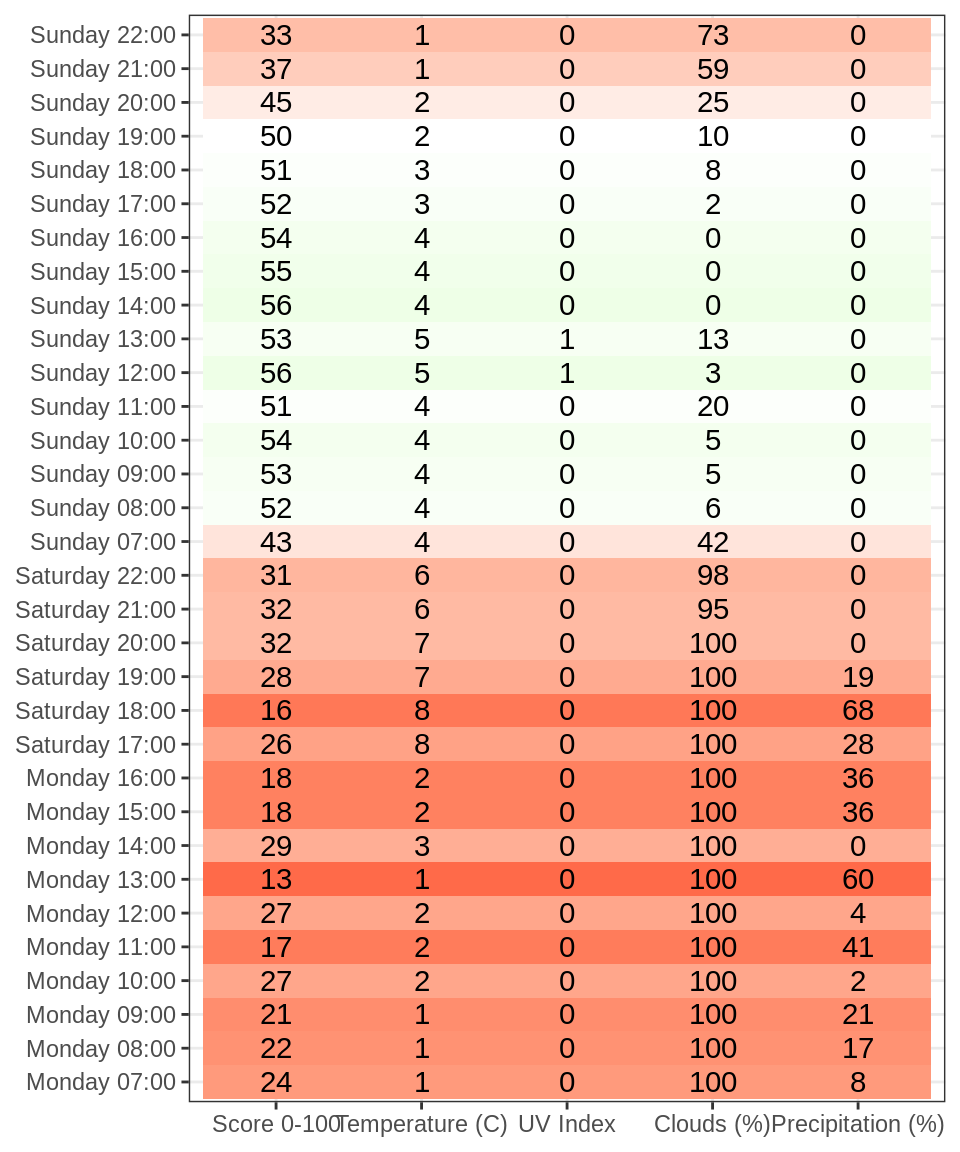 Sunday 22:00 33 1 0 73 0
Sunday 21:00 37 1 0 59 0
Sunday 20:00 45 2 0 25 0
Sunday 19:00 50 2 0 10 0
Sunday 18:00 51 3 0 8 0
Sunday 17:00 52 3 0 2 0
Sunday 16:00 54 4 0 0 0
Sunday 15:00 55 4 0 0 0
Sunday 14:00 56 4 0 0 0
Sunday 13:00 53 5 1 13 0
Sunday 12:00 56 5 1 3 0
Sunday 11:00 51 4 0 20 0
Sunday 10:00 54 4 0 5 0
Sunday 09:00 53 4 0 5 0
Sunday 08:00 52 4 0 6 0
Sunday 07:00 43 4 0 42 0
Saturday 22:00 31 6 0 98 0
Saturday 21:00 32 6 0 95 0
Saturday 20:00 32 7 0 100 0
Saturday 19:00 28 7 0 100 19
Saturday 18:00 16 8 0 100 68
Saturday 17:00 26 8 0 100 28
Monday 16:00 18 2 0 100 36
Monday 15:00 18 2 0 100 36
Monday 14:00 29 3 0 100 0
Monday 13:00 13 1 0 100 60
Monday 12:00 27 2 0 100 4
Monday 11:00 17 2 0 100 41
Monday 10:00 27 2 0 100 2
Monday 09:00 21 1 0 100 21
Monday 08:00 22 1 0 100 17
Monday 07:00 24 1 0 100 8
Score 0-100 Temperature (C) UV Index Clouds (%) Precipitation (%)